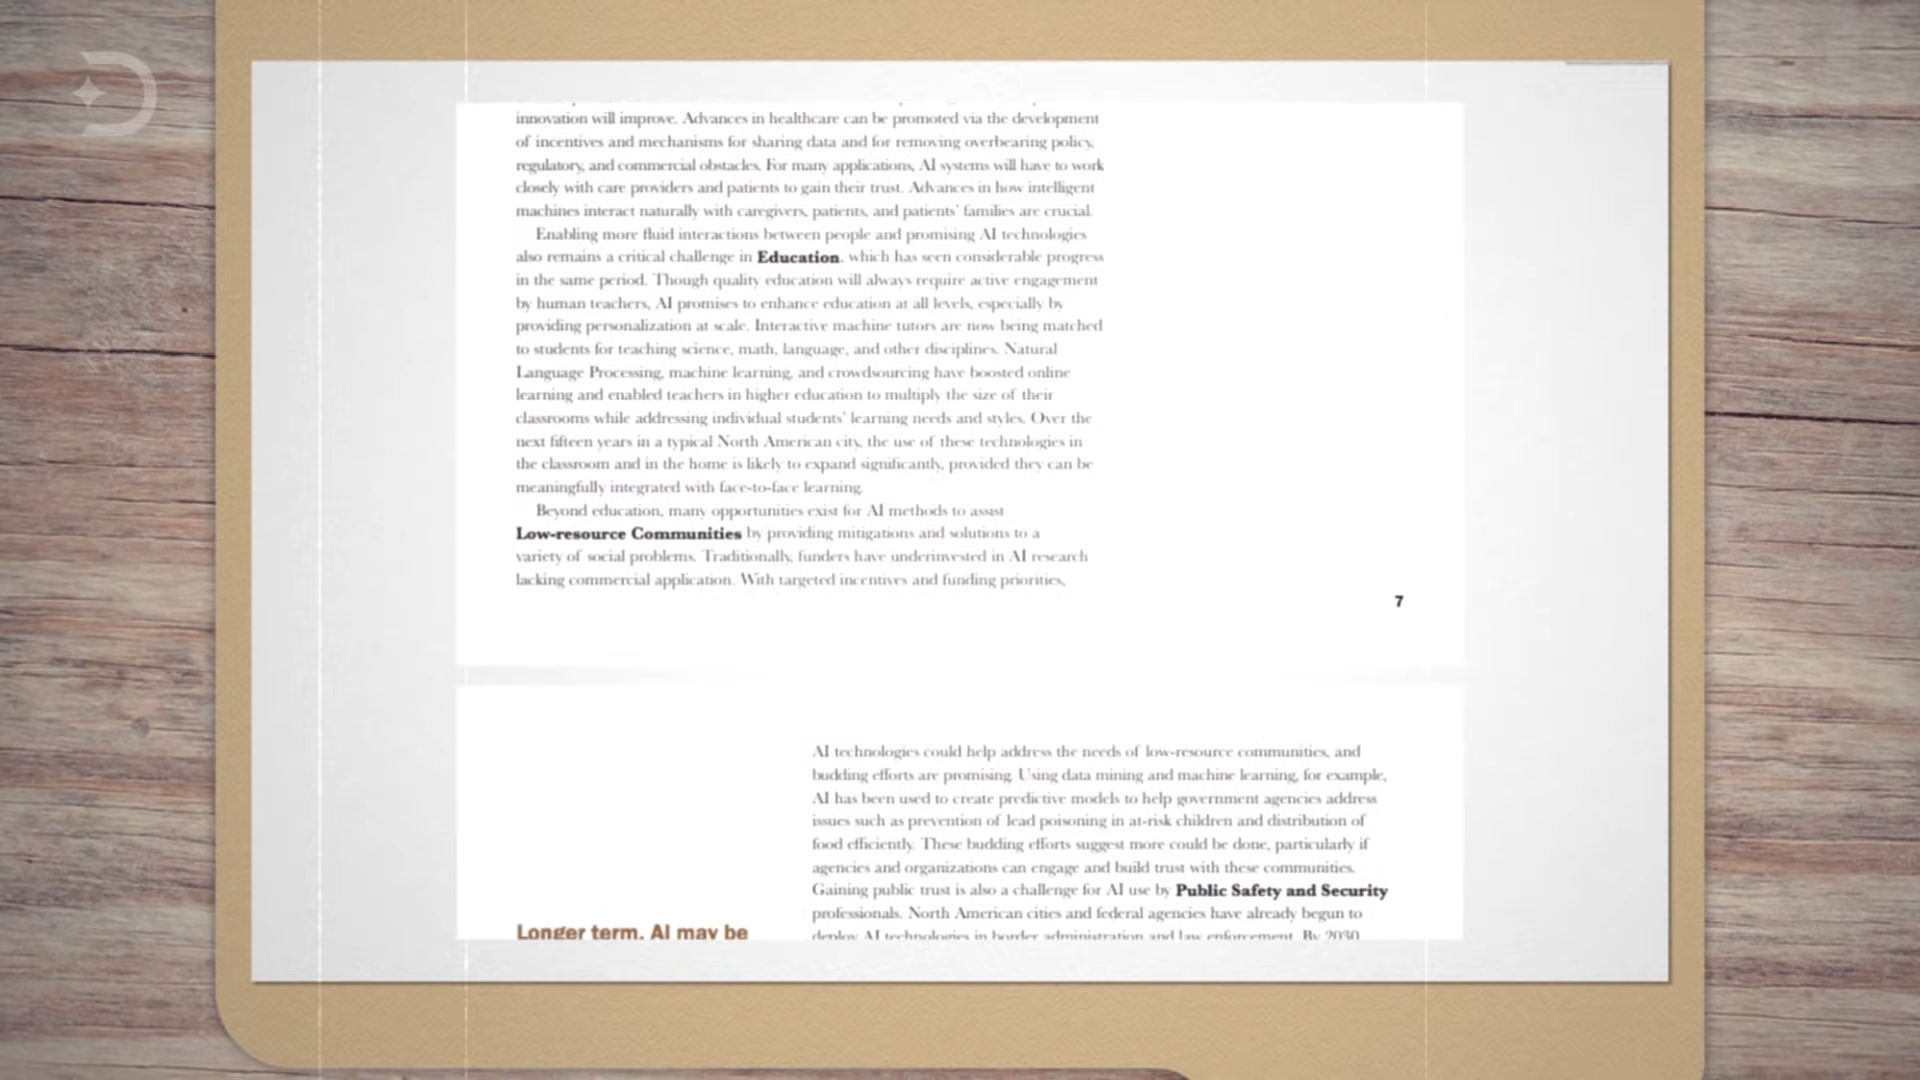 innovation will improve. Advances in healthcare can be promoted via the development
of incentives and mechanisms for sharing data and for removing overbearing policy,
regulatory, and commercial obstacles. For many applications, AI systems will have to work
closely with care providers and patients to gain their trust. Advances in how intelligent
machines interact naturally with caregivers, patients, and patients' families are crucial.
Enabling more fluid interactions between people and promising AI technologies
also remains a critical challenge in Education, which has seen considerable progress
in the same period. Though quality education will always require active engagement
by human teachers, AI promises to enhance education at all levels, especially by
providing personalization at scale. Interactive machine tutors are now being matched
to students for teaching science, math, language, and other disciplines. Natural
Language Processing, machine learning, and crowdsourcing have boosted online
learning and enabled teachers in higher education to multiply the size of their
classrooms while addressing individual students' learning needs and styles. Over the
next fifteen years in a typical North American city, the use of these technologies in
the classroom and in the home is likely to expand significantly, provided they can be
meaningfully integrated with face-to-face learning.
Beyond education, many opportunities exist for AI methods to assist
Low-resource Communities by providing mitigations and solutions to a
variety of social problems. Traditionally, funders have underinvested in AI research
lacking commercial application. With targeted incentives and funding priorities,
7
AI technologies could help address the needs of low-resource communities, and
budding efforts are promising. Using data mining and machine learning, for example,
AI has been used to create predictive models to help government agencies address
issues such as prevention of lead poisoning in at-risk children and distribution of
food efficiently. These budding efforts suggest more could be done, particularly if
agencies and organizations can engage and build trust with these communities.
Gaining public trust is also a challenge for AI use by Public Safety and Security
professionals. North American cities and federal agencies have already begun to
deploy AI technologies in border administration and law enforcement. By 2030
Longer term, AI may be